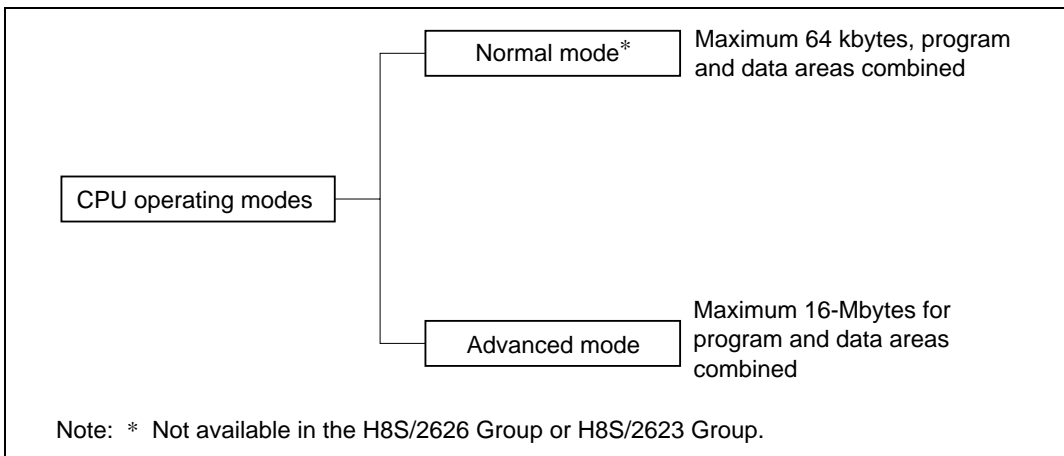 Normal mode*
Maximum 64 kbytes, program
and data areas combined
CPU operating modes
Advanced mode
Maximum 16-Mbytes for
program and data areas
combined
Note: * Not available in the H8S/2626 Group or H8S/2623 Group.